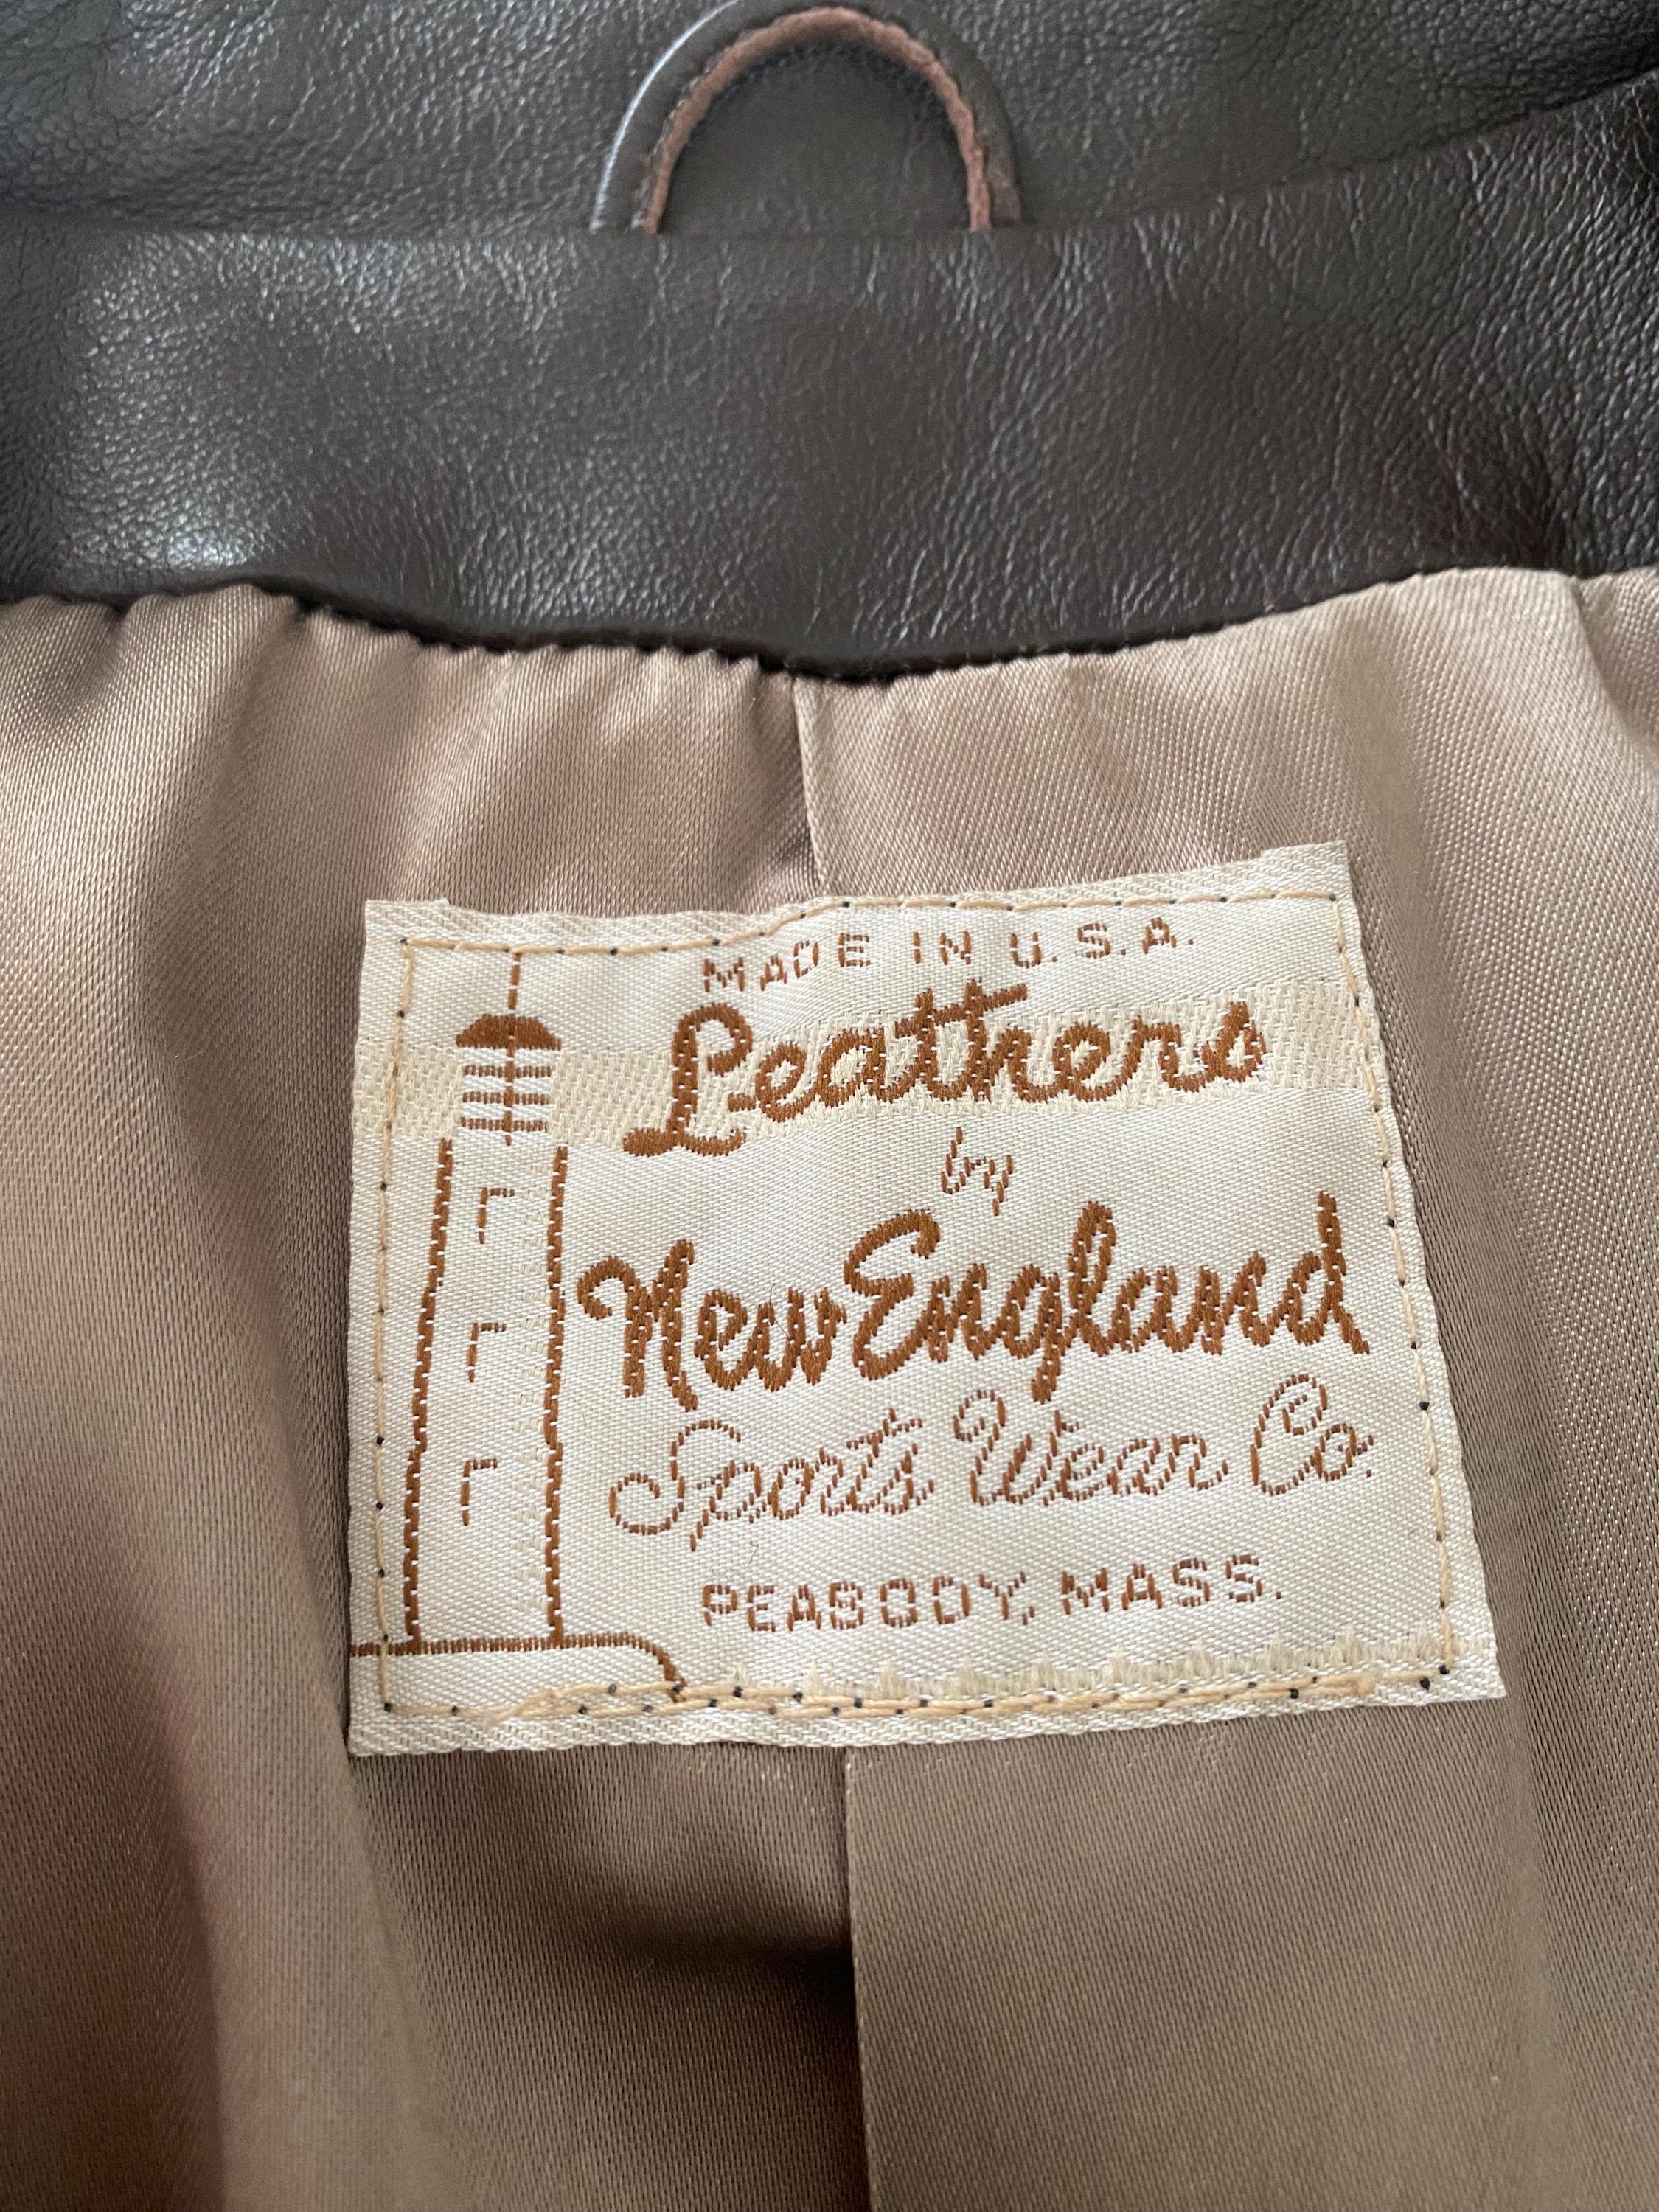 MADE IN U.S.A.
Leathers
by
New England
Sports Wear Co.
PEABODY, MASS.